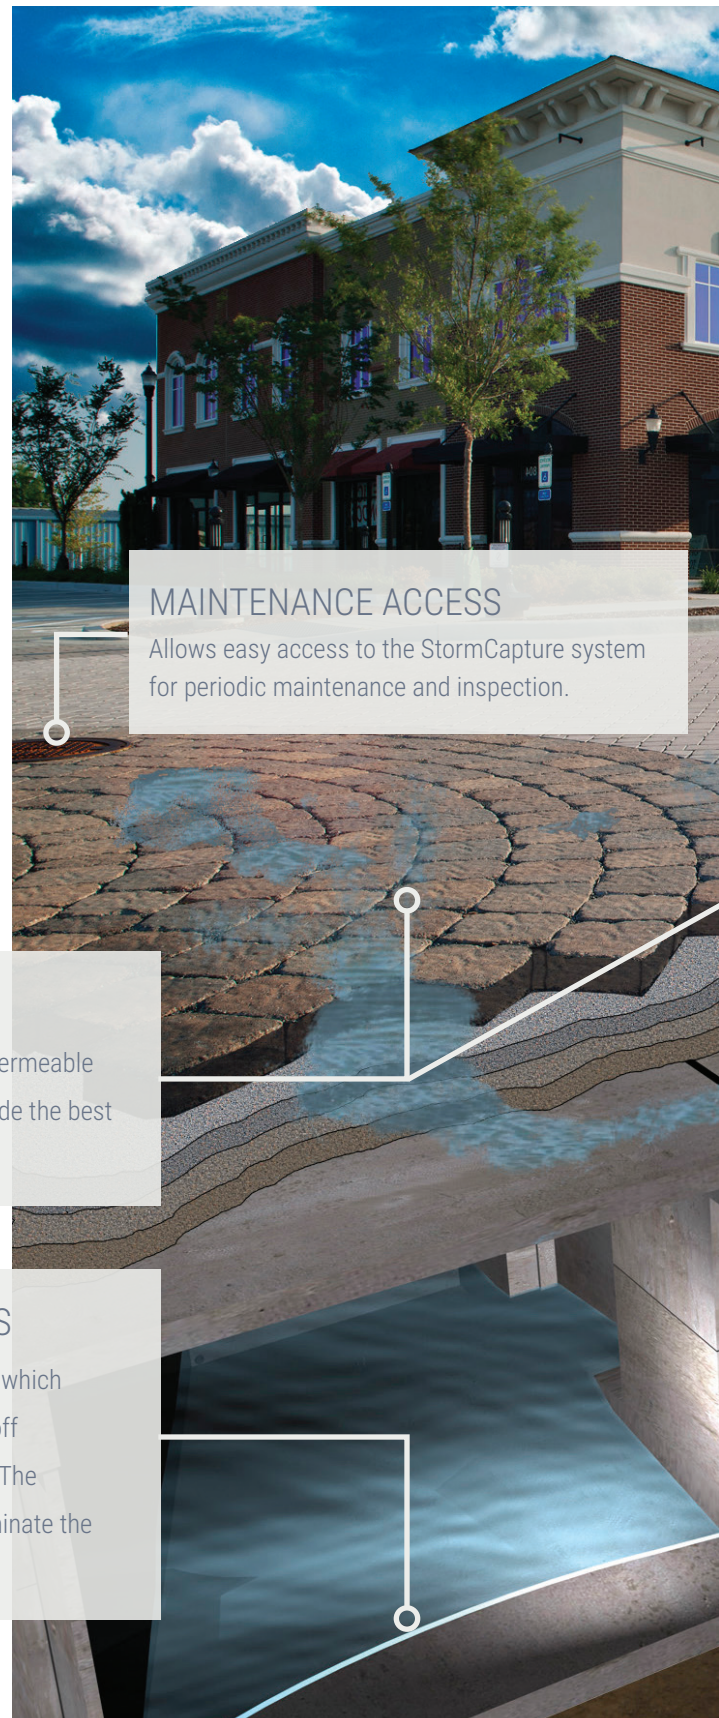 MAINTENANCE ACCESS
Allows easy access to the StormCapture system
for periodic maintenance and inspection.
ermeable
de the best
S
which
off
The
inate the